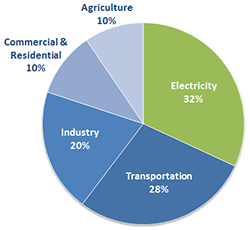 Agriculture
10%
Commercial &
Residential
10%
Electricity
32%
Industry
20%
Transportation
28%